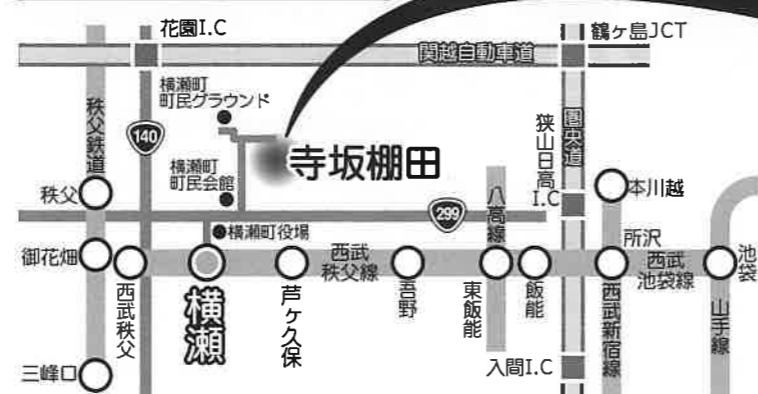 花園I.C
鶴ヶ島JCT
関越自動車道
横瀬町
町民グラウンド
秩父鉄道
140
狭山日高
I.C
圏央道
寺坂棚田
横瀬町
町民会館
八高線
本川越
秩父
299
横瀬町役場
所沢
御花畑
西武
秩父線
西武
池袋線
池袋
西武秩父
横瀬
芦ヶ久保
吾野
東飯能
飯能
西武新宿線
山手線
三峰口
入間I.C